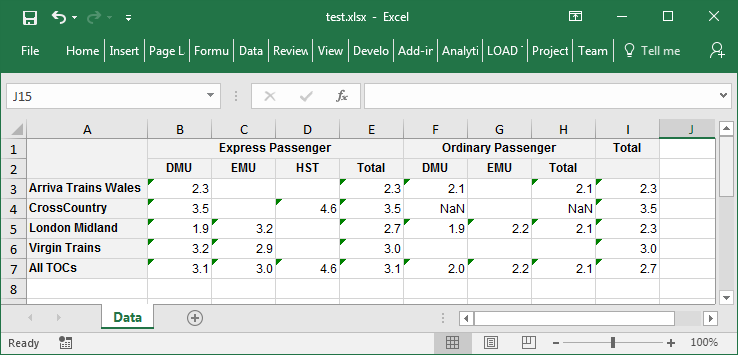 test.xlsx - Excel
File Home Insert Page L Formu Data Review View Develo Add-in Analyti LOAD T Project Team Tell me
J15 fx
A B C D E F G H I J
1 Express Passenger Ordinary Passenger Total
2 DMU EMU HST Total DMU EMU Total
3 Arriva Trains Wales 2.3 2.3 2.1 2.1 2.3
4 CrossCountry 3.5 4.6 3.5 NaN NaN 3.5
5 London Midland 1.9 3.2 2.7 1.9 2.2 2.1 2.3
6 Virgin Trains 3.2 2.9 3.0 3.0
7 All TOCs 3.1 3.0 4.6 3.1 2.0 2.2 2.1 2.7
8
Data
Ready 100%